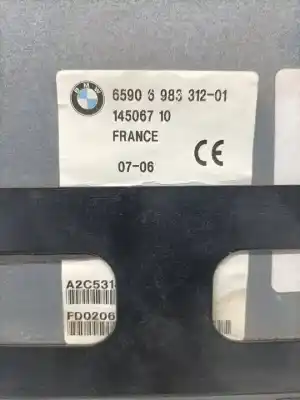 BMW
6590 6 983 312-01
145067 10
FRANCE
07-06
CE
A2C531
FD0206